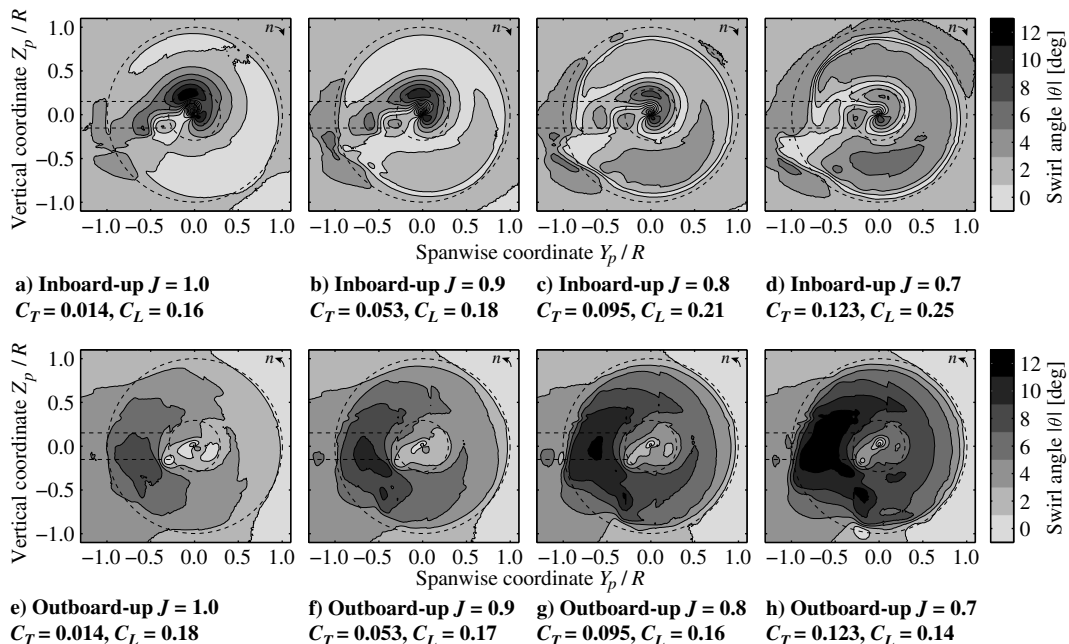 Vertical coordinate Z_p / R
1.0
0.5
0.0
−0.5
−1.0
n
n
n
n
12
10
8
6
4
2
0
Swirl angle |θ| [deg]
−1.0 −0.5 0.0 0.5 1.0
−1.0 −0.5 0.0 0.5 1.0
−1.0 −0.5 0.0 0.5 1.0
−1.0 −0.5 0.0 0.5 1.0
Spanwise coordinate Y_p / R
a) Inboard-up J = 1.0
C_T = 0.014, C_L = 0.16
b) Inboard-up J = 0.9
C_T = 0.053, C_L = 0.18
c) Inboard-up J = 0.8
C_T = 0.095, C_L = 0.21
d) Inboard-up J = 0.7
C_T = 0.123, C_L = 0.25
Vertical coordinate Z_p / R
1.0
0.5
0.0
−0.5
−1.0
n
n
n
n
12
10
8
6
4
2
0
Swirl angle |θ| [deg]
−1.0 −0.5 0.0 0.5 1.0
−1.0 −0.5 0.0 0.5 1.0
−1.0 −0.5 0.0 0.5 1.0
−1.0 −0.5 0.0 0.5 1.0
Spanwise coordinate Y_p / R
e) Outboard-up J = 1.0
C_T = 0.014, C_L = 0.18
f) Outboard-up J = 0.9
C_T = 0.053, C_L = 0.17
g) Outboard-up J = 0.8
C_T = 0.095, C_L = 0.16
h) Outboard-up J = 0.7
C_T = 0.123, C_L = 0.14